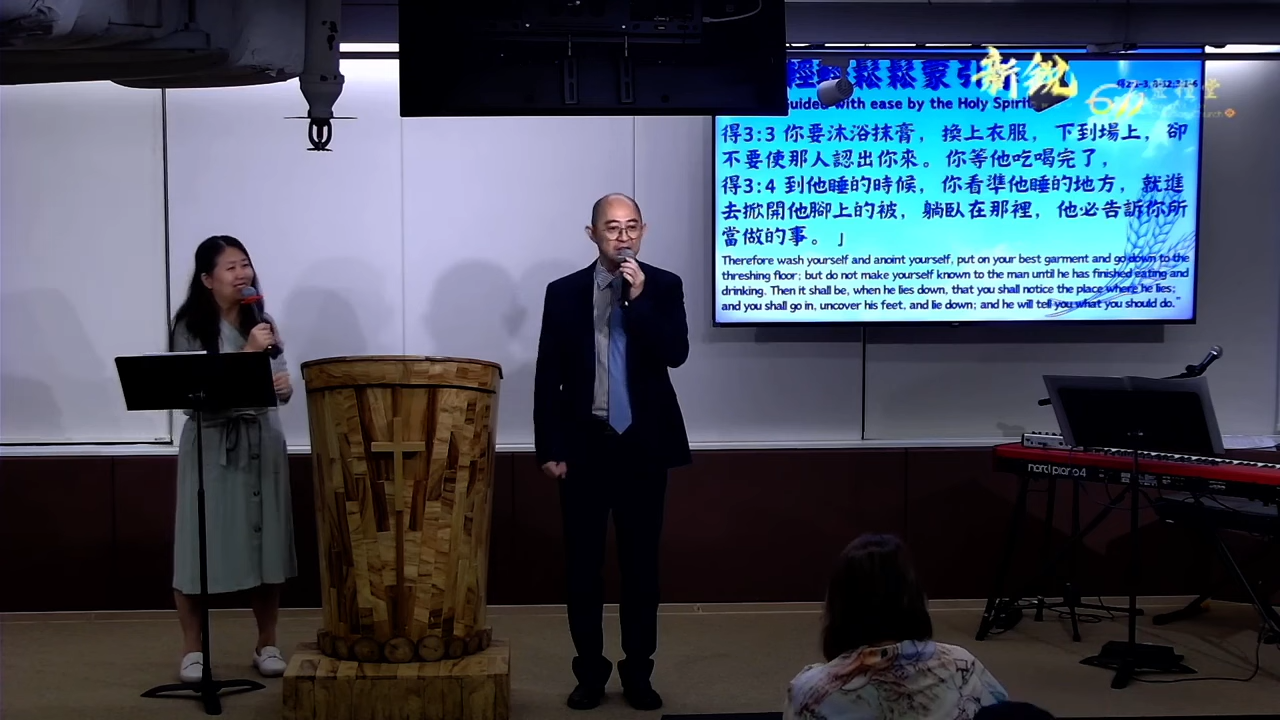 輕輕鬆鬆蒙引
新銳
Guided with ease by the Holy Spirit
得3:3 你要沐浴抹膏，換上衣服，下到場上，卻
不要使那人認出你來。你等他吃喝完了，
得3:4 到他睡的時候，你看準他睡的地方，就進
去掀開他腳上的被，躺臥在那裡，他必告訴你所
當做的事。」
Therefore wash yourself and anoint yourself, put on your best garment and go down to the
threshing floor; but do not make yourself known to the man until he has finished eating and
drinking. Then it shall be, when he lies down, that you shall notice the place where he lies;
and you shall go in, uncover his feet, and lie down; and he will tell you what you should do."
nord piano 4